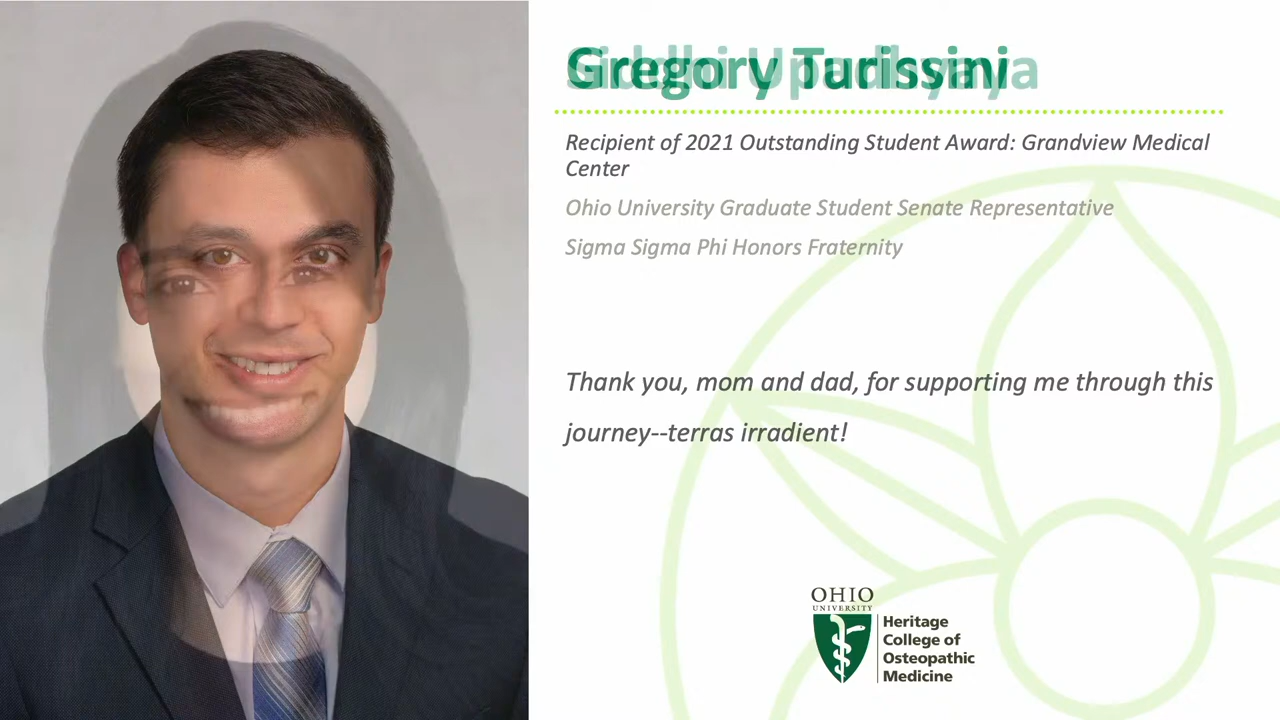 Gregory Turissini
Siddhi Upadhyaya
Recipient of 2021 Outstanding Student Award: Grandview Medical
Center
Ohio University Graduate Student Senate Representative
Sigma Sigma Phi Honors Fraternity
Thank you, mom and dad, for supporting me through this
journey--terras irradient!
OHIO
UNIVERSITY
Heritage
College of
Osteopathic
Medicine